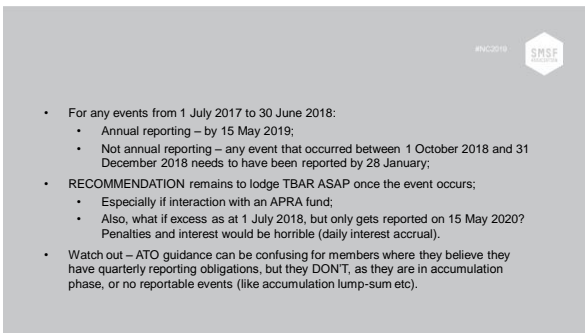 #NC2019
SMSF
ASSOCIATION
• For any events from 1 July 2017 to 30 June 2018:
• Annual reporting – by 15 May 2019;
• Not annual reporting – any event that occurred between 1 October 2018 and 31
December 2018 needs to have been reported by 28 January;
• RECOMMENDATION remains to lodge TBAR ASAP once the event occurs;
• Especially if interaction with an APRA fund;
• Also, what if excess as at 1 July 2018, but only gets reported on 15 May 2020?
Penalties and interest would be horrible (daily interest accrual).
• Watch out – ATO guidance can be confusing for members where they believe they
have quarterly reporting obligations, but they DON'T, as they are in accumulation
phase, or no reportable events (like accumulation lump-sum etc).